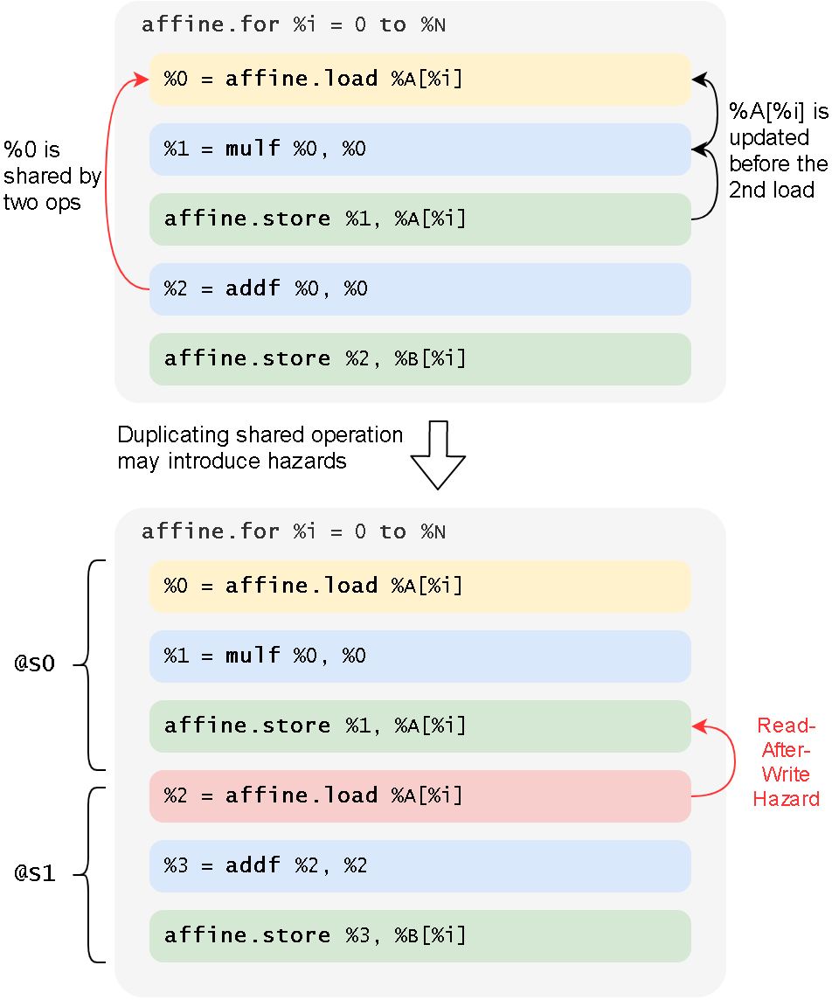 affine.for %i = 0 to %N
%0 = affine.load %A[%i]
%1 = mulf %0, %0
affine.store %1, %A[%i]
%2 = addf %0, %0
affine.store %2, %B[%i]
%0 is
shared by
two ops
%A[%i] is
updated
before the
2nd load
Duplicating shared operation
may introduce hazards
affine.for %i = 0 to %N
@s0
%0 = affine.load %A[%i]
%1 = mulf %0, %0
affine.store %1, %A[%i]
@s1
%2 = affine.load %A[%i]
%3 = addf %2, %2
affine.store %3, %B[%i]
Read-
After-
Write
Hazard